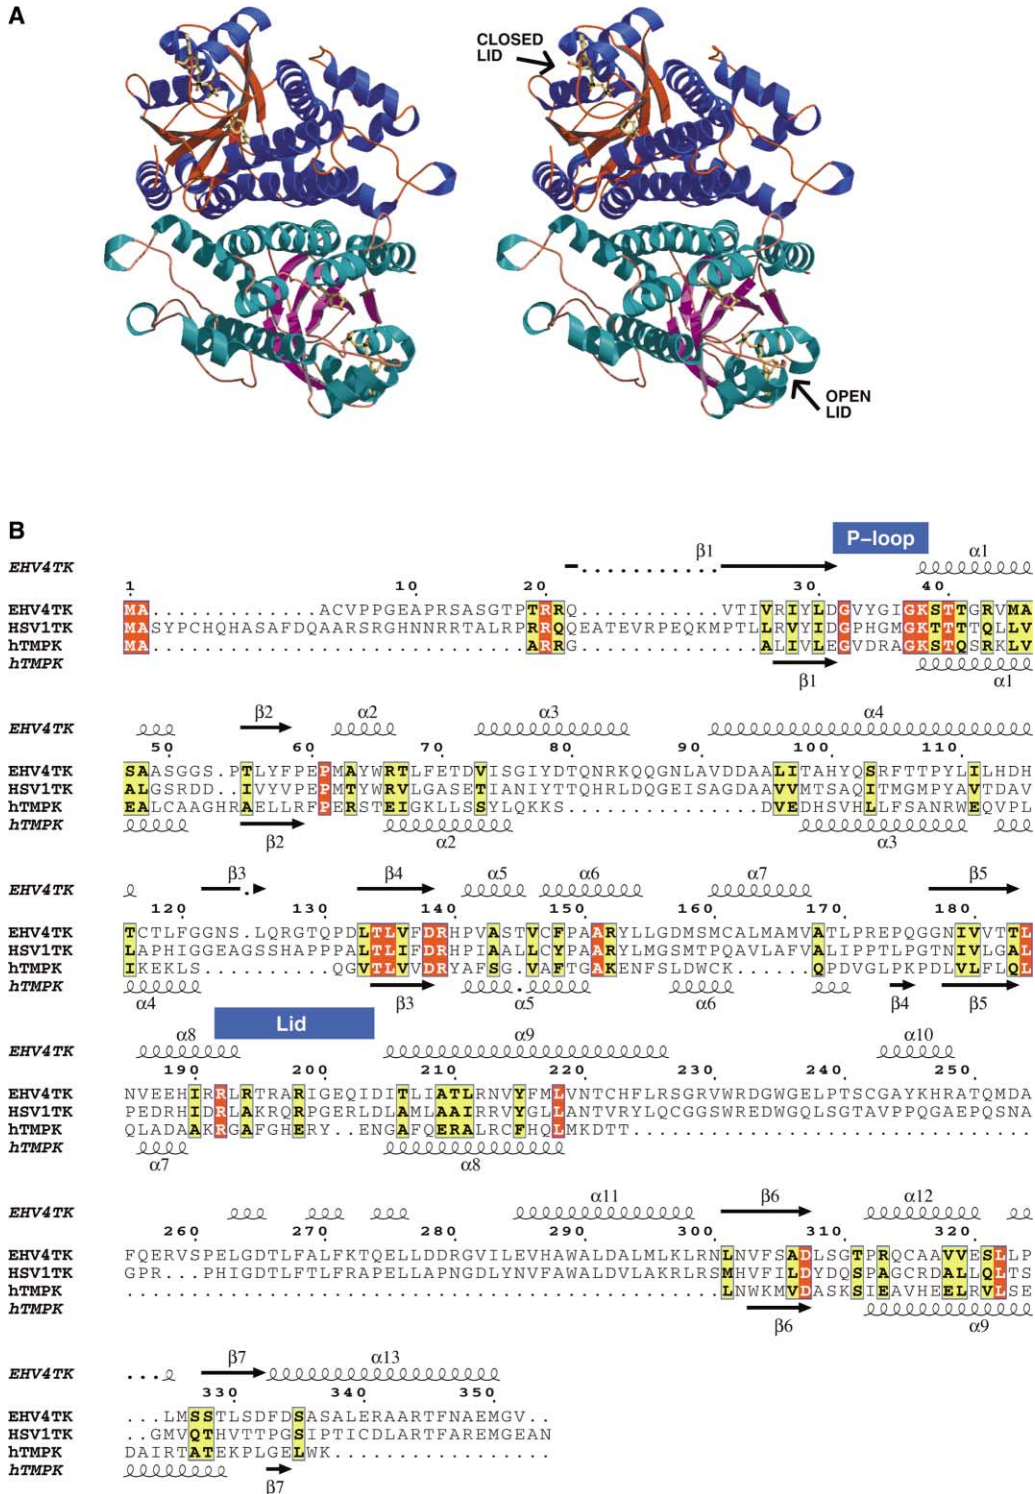 A
CLOSED
LID
OPEN
LID
B
P-loop
EHV4TK β1 α1
1 10 20 30 40
EHV4TK MA.............ACVPPGEAPRSASGTPTRRQ...........VTIVRIYLDGVYGIGKSTTGRVMA
HSV1TK MASYPCHQHASAFDQAARSRGHNNRRTALRPRRQQEATEVRPEQKMPTLLRVYIDGPHGMGKTTTTQLLV
hTMPK MA.............................ARRG...............ALIVLEGVDRAGKSTQSRKLV
hTMPK
β1 α1
β2 α2 α3 α4
EHV4TK
50 60 70 80 90 100 110
EHV4TK SAASGGS.PTLYFPEPMAYWRTLFETDVISGIYDTQNRKQQGNLAVDDAALITAHYQSRFTTPYLILHDH
HSV1TK ALGSRDD..IVYVPEPMTYWRVLGASETIANIYTTQHRLDQGEISAGDAAVVMTSAQITMGMPYAVTDAV
hTMPK EALCAAGHRAELLRFPERSTEIGKLLSSYLQKKS...............DVEDHSVHLLFSANRWEQVPL
hTMPK
β2 α2 α3
β3 β4 α5 α6 α7 β5
EHV4TK
120 130 140 150 160 170 180
EHV4TK TCTLFGGNS.LQRGTQPDLTLVFDRHPVASTVCFPAARYLLGDMSMCALMAMVATLPREPQGGNIVVTTL
HSV1TK LAPHIGGEAGSSHAPPPALTLIFDRHPIAALLCYPAARYLMGSMTPQAVLAFVALIPPTLPGTNIVLGAL
hTMPK IKEKLS.........QGVTLVVDRYAFSG.VAFTGAKENFSLDWCK......QPDVGLPKPDLVLFLQL
hTMPK
α4 β3 α5 α6 β4 β5
Lid
EHV4TK α8 α9 α10
190 200 210 220 230 240 250
EHV4TK NVEEHIRRLRTRARIGEQIDITLIATLRNVYFMLVNTCHFLRSGRVWRDGWGELPTSCGAYKHRATQMDA
HSV1TK PEDRHIDRLAKRQRPGERLDLAMLAAIRRVYGLLANTVRYLQCGGSWREDWGQLSGTAVPPQGAEPQSNA
hTMPK QLADAAKRGAFGHERY..ENGAFQERALRCFHQLMKDTT...............................
hTMPK
α7 α8
EHV4TK α11 β6 α12
260 270 280 290 300 310 320
EHV4TK FQERVSPELGDTLFALFKTQELLDDRGVILEVHAWALDALMLKLRNLNVFSADLSGTPRQCAAVVESLLP
HSV1TK GPR...PHIGDTLFTLFRAPELLAPNGDLYNVFAWALDVLAKRLRSMHVFILDYDQSPAGCRDALLQLTS
hTMPK ..............................................LNWKMVDASKSIEAVHEELRVLSE
hTMPK
β6 α9
EHV4TK β7 α13
330 340 350
EHV4TK ...LMSSTLSDFDSASALERAARTFNAEMGV..
HSV1TK ..GMVQTHVTTPGSIPTICDLARTFAREMGEAN
hTMPK DAIRTATEKPLGELWK.................
hTMPK
β7